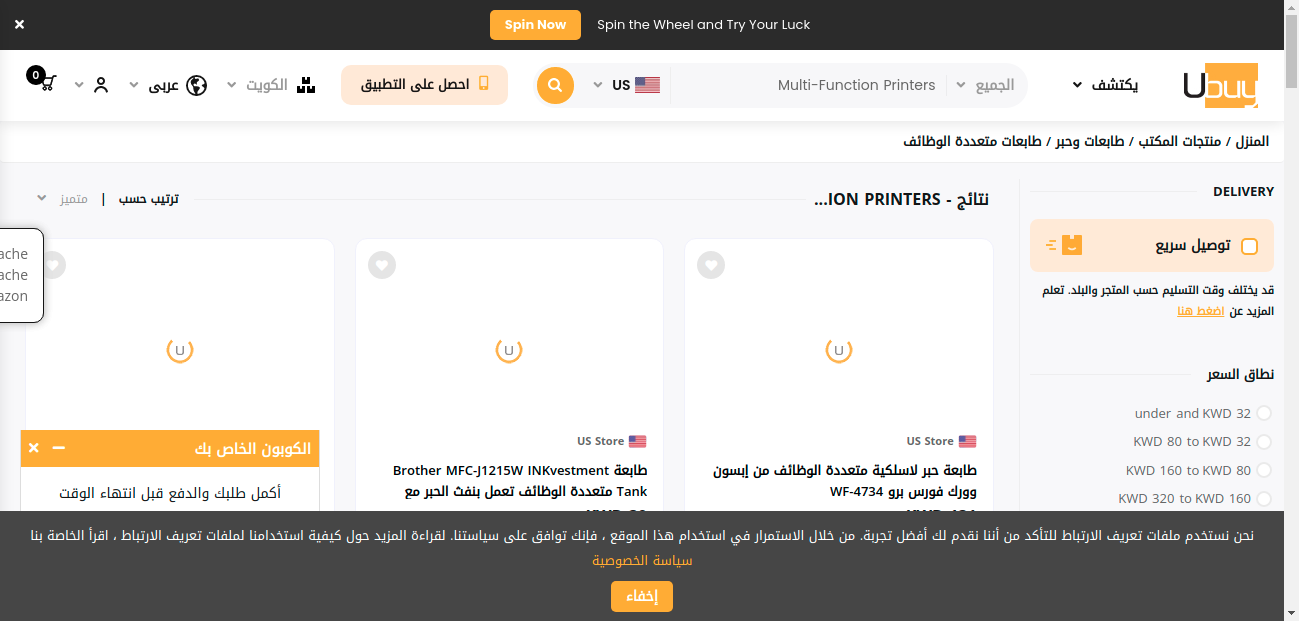 Spin the Wheel and Try Your Luck
Spin Now
Ubuy
يكتشف
الجميع
Multi-Function Printers
US
احصل على التطبيق
الكويت
عربى
0
المنزل / منتجات المكتب / طابعات وحبر / طابعات متعددة الوظائف
DELIVERY
توصيل سريع
قد يختلف وقت التسليم حسب المتجر والبلد. تعلم
المزيد عن اضغط هنا
نطاق السعر
under and KWD 32
KWD 80 to KWD 32
KWD 160 to KWD 80
KWD 320 to KWD 160
نتائج - ION PRINTERS...
ترتيب حسب | متميز
U
US Store
طابعة حبر لاسلكية متعددة الوظائف من إبسون
وورك فورس برو WF-4734
U
US Store
طابعة Brother MFC-J1215W INKvestment
Tank متعددة الوظائف تعمل بنفث الحبر مع
U
ache
ache
azon
الكوبون الخاص بك
أكمل طلبك والدفع قبل انتهاء الوقت
نحن نستخدم ملفات تعريف الارتباط للتأكد من أننا نقدم لك أفضل تجربة. من خلال الاستمرار في استخدام هذا الموقع ، فإنك توافق على سياستنا. لقراءة المزيد حول كيفية استخدامنا لملفات تعريف الارتباط ، اقرأ الخاصة بنا
سياسة الخصوصية
إخفاء